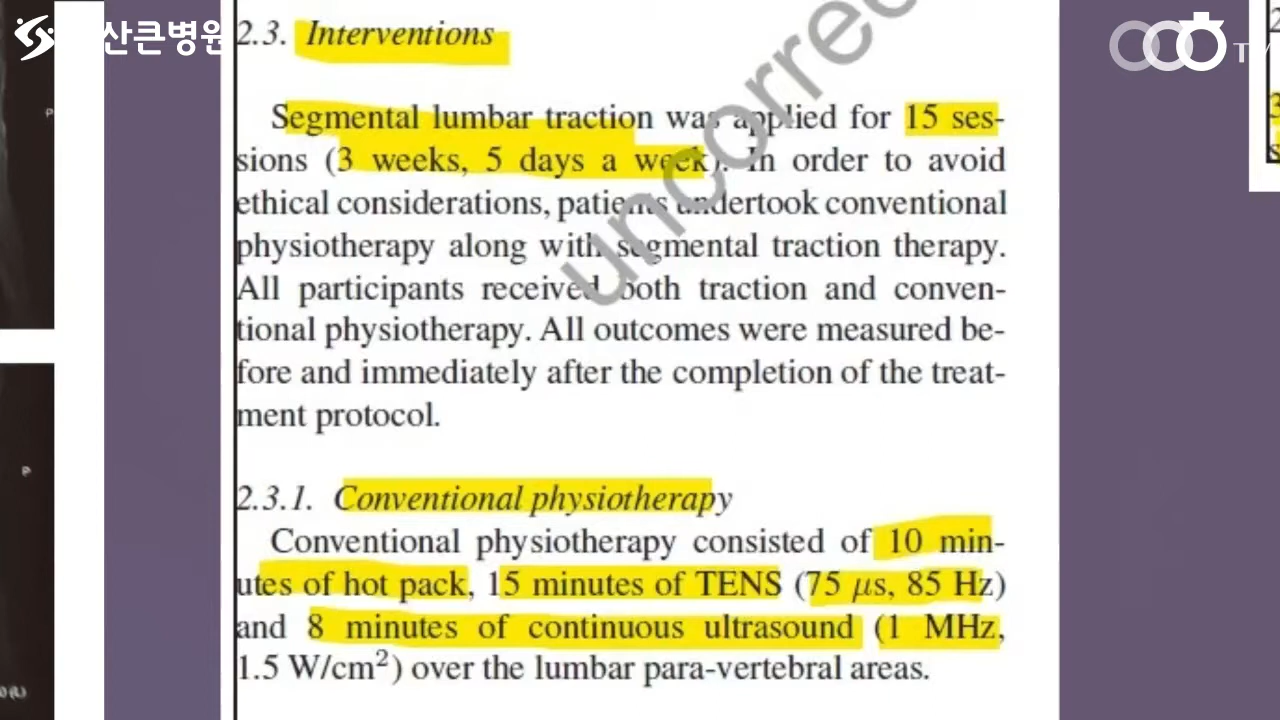 산큰병원
TV
2.3. Interventions
Segmental lumbar traction was applied for 15 ses-
sions (3 weeks, 5 days a week). In order to avoid
ethical considerations, patients undertook conventional
physiotherapy along with segmental traction therapy.
All participants received both traction and conven-
tional physiotherapy. All outcomes were measured be-
fore and immediately after the completion of the treat-
ment protocol.
2.3.1. Conventional physiotherapy
Conventional physiotherapy consisted of 10 min-
utes of hot pack, 15 minutes of TENS (75 μs, 85 Hz)
and 8 minutes of continuous ultrasound (1 MHz,
1.5 W/cm²) over the lumbar para-vertebral areas.
uncorre
P
P